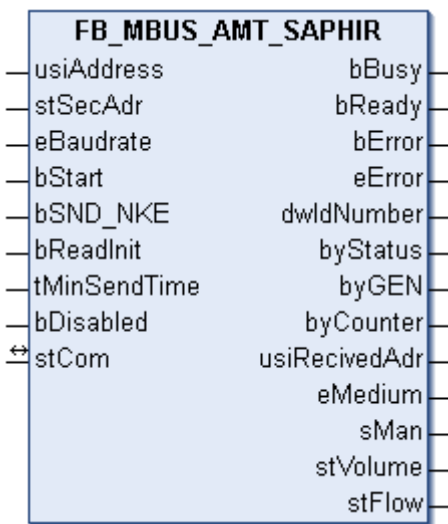 FB_MBUS_AMT_SAPHIR
usiAddress bBusy
stSecAdr bReady
eBaudrate bError
bStart eError
bSND_NKE dwIdNumber
bReadInit byStatus
tMinSendTime byGEN
bDisabled byCounter
stCom usiRecivedAdr
eMedium
sMan
stVolume
stFlow